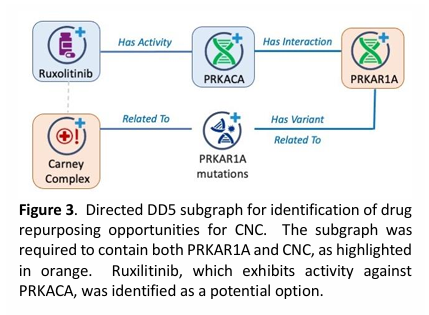 Has Activity
Has Interaction
Ruxolitinib
PRKACA
PRKAR1A
Related To
Has Variant
Related To
Carney
Complex
PRKAR1A
mutations
Figure 3. Directed DD5 subgraph for identification of drug
repurposing opportunities for CNC. The subgraph was
required to contain both PRKAR1A and CNC, as highlighted
in orange. Ruxilitinib, which exhibits activity against
PRKACA, was identified as a potential option.